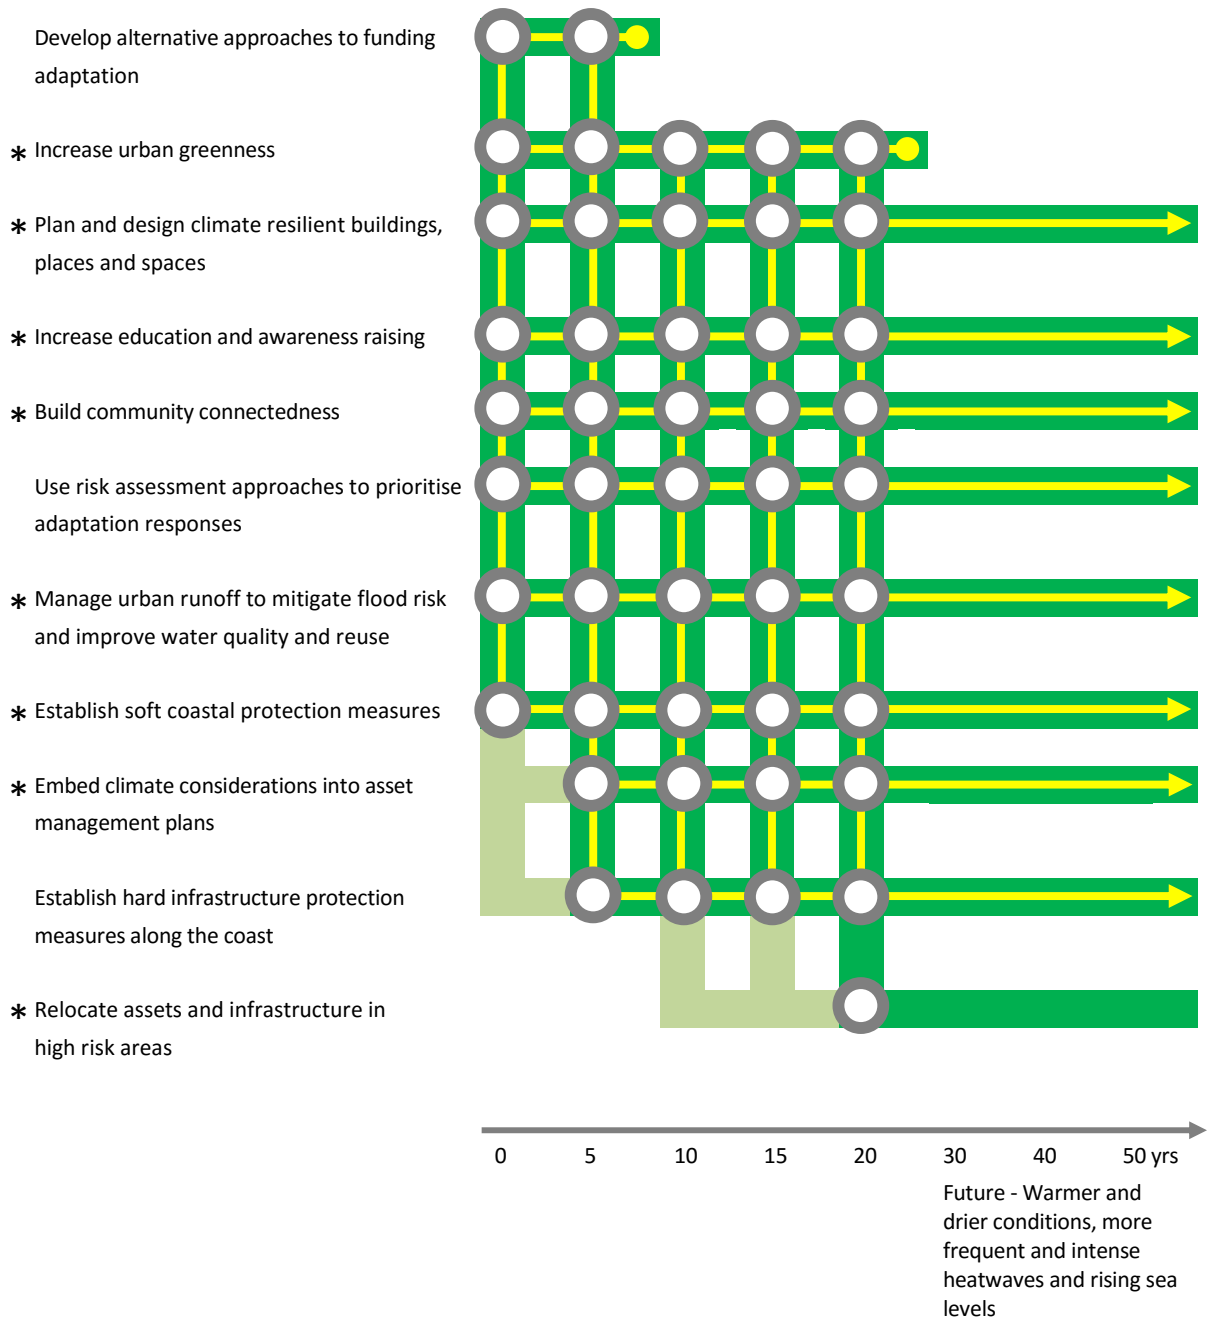 Develop alternative approaches to funding
adaptation
* Increase urban greenness
* Plan and design climate resilient buildings,
places and spaces
* Increase education and awareness raising
* Build community connectedness
Use risk assessment approaches to prioritise
adaptation responses
* Manage urban runoff to mitigate flood risk
and improve water quality and reuse
* Establish soft coastal protection measures
* Embed climate considerations into asset
management plans
Establish hard infrastructure protection
measures along the coast
* Relocate assets and infrastructure in
high risk areas
0 5 10 15 20 30 40 50 yrs
Future - Warmer and
drier conditions, more
frequent and intense
heatwaves and rising sea
levels